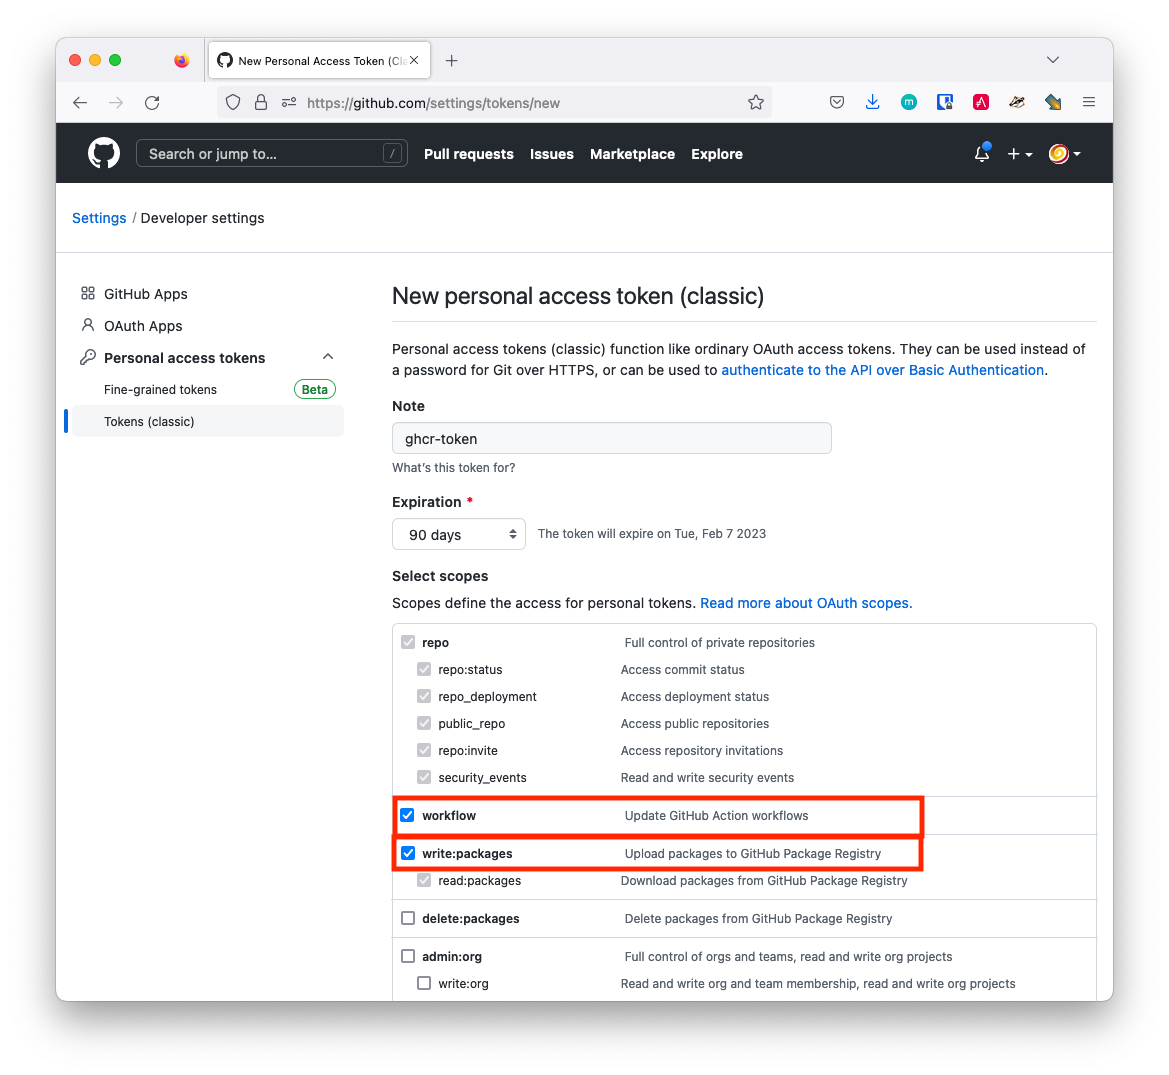 New Personal Access Token (Cla
https://github.com/settings/tokens/new
m
Search or jump to... /
Pull requests
Issues
Marketplace
Explore
Settings / Developer settings
GitHub Apps
OAuth Apps
Personal access tokens
Fine-grained tokens Beta
Tokens (classic)
New personal access token (classic)
Personal access tokens (classic) function like ordinary OAuth access tokens. They can be used instead of
a password for Git over HTTPS, or can be used to authenticate to the API over Basic Authentication.
Note
ghcr-token
What's this token for?
Expiration *
90 days The token will expire on Tue, Feb 7 2023
Select scopes
Scopes define the access for personal tokens. Read more about OAuth scopes.
repo Full control of private repositories
repo:status Access commit status
repo_deployment Access deployment status
public_repo Access public repositories
repo:invite Access repository invitations
security_events Read and write security events
workflow Update GitHub Action workflows
write:packages Upload packages to GitHub Package Registry
read:packages Download packages from GitHub Package Registry
delete:packages Delete packages from GitHub Package Registry
admin:org Full control of orgs and teams, read and write org projects
write:org Read and write org and team membership, read and write org projects